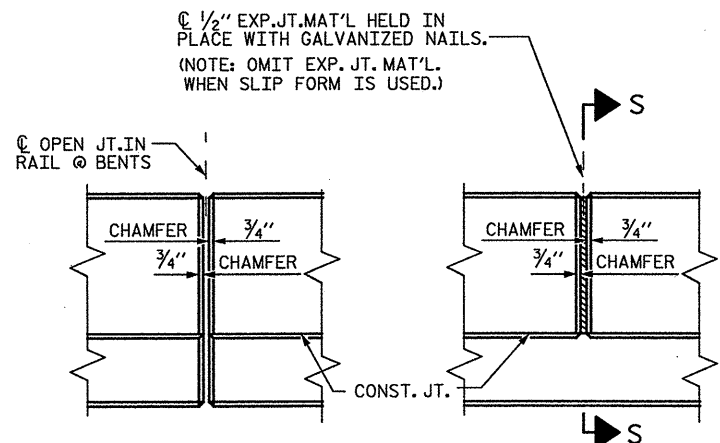 ℄ 1/2" EXP.JT.MAT'L HELD IN
PLACE WITH GALVANIZED NAILS.
(NOTE: OMIT EXP. JT. MAT'L.
WHEN SLIP FORM IS USED.)
S
℄ OPEN JT.IN
RAIL @ BENTS
CHAMFER 3/4"
3/4" CHAMFER
CHAMFER 3/4"
3/4" CHAMFER
CONST. JT.
S